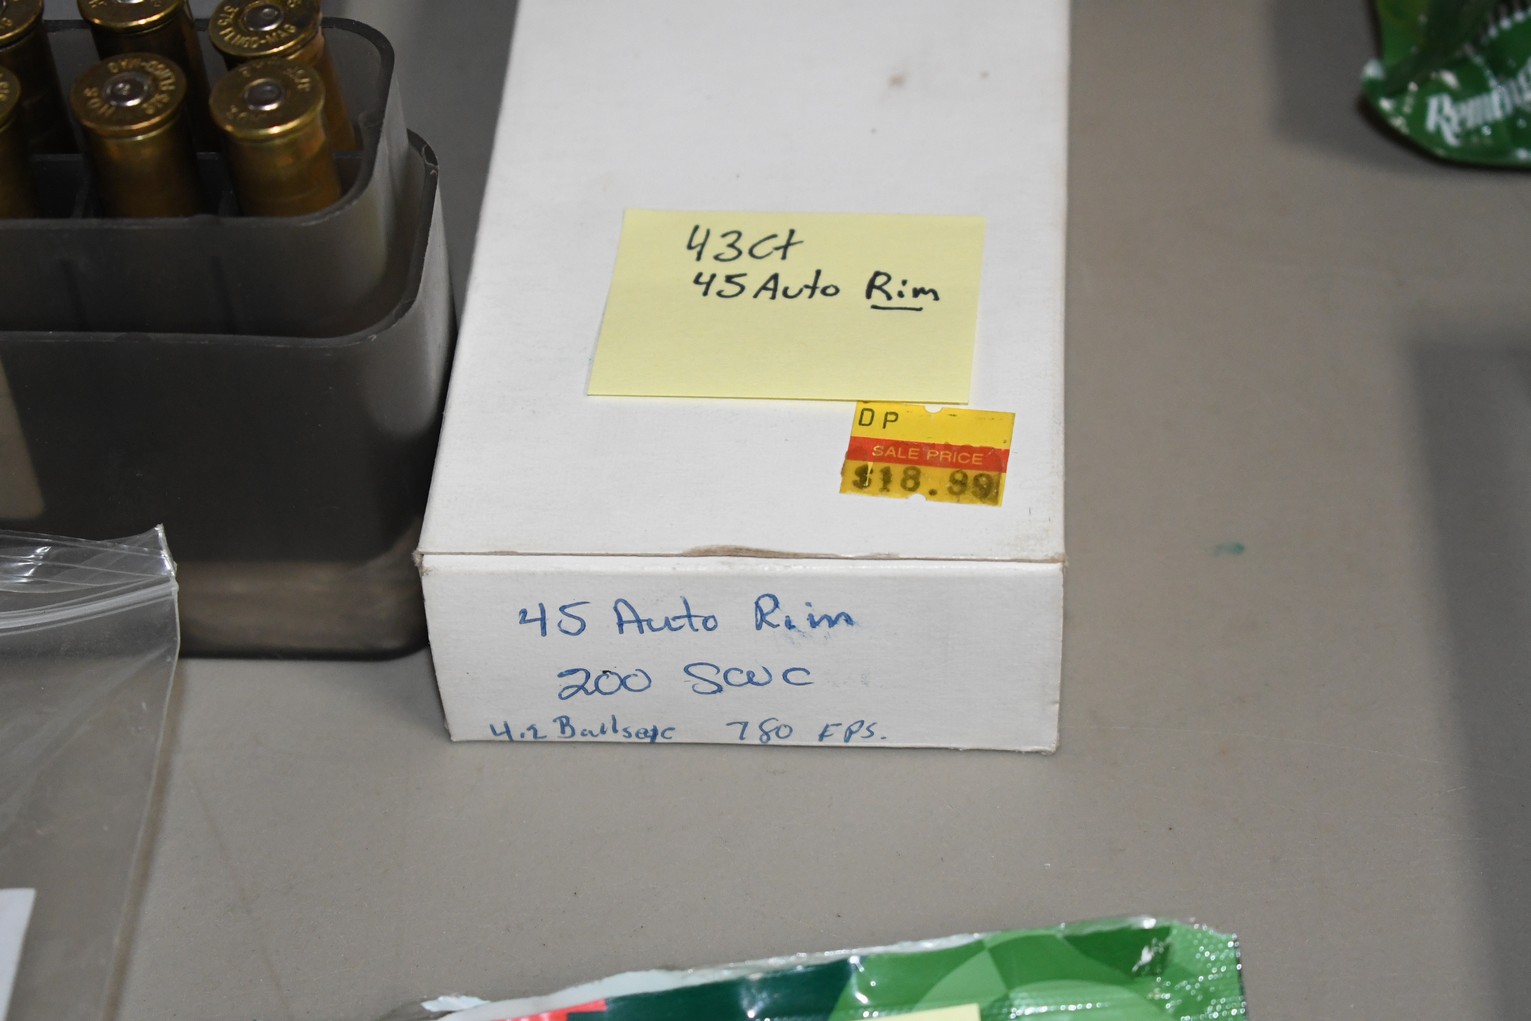 43ct
45 Auto Rim
DP
SALE PRICE
$18.99
45 Auto Rim
200 SWC
4.2 Bullseye 780 FPS.